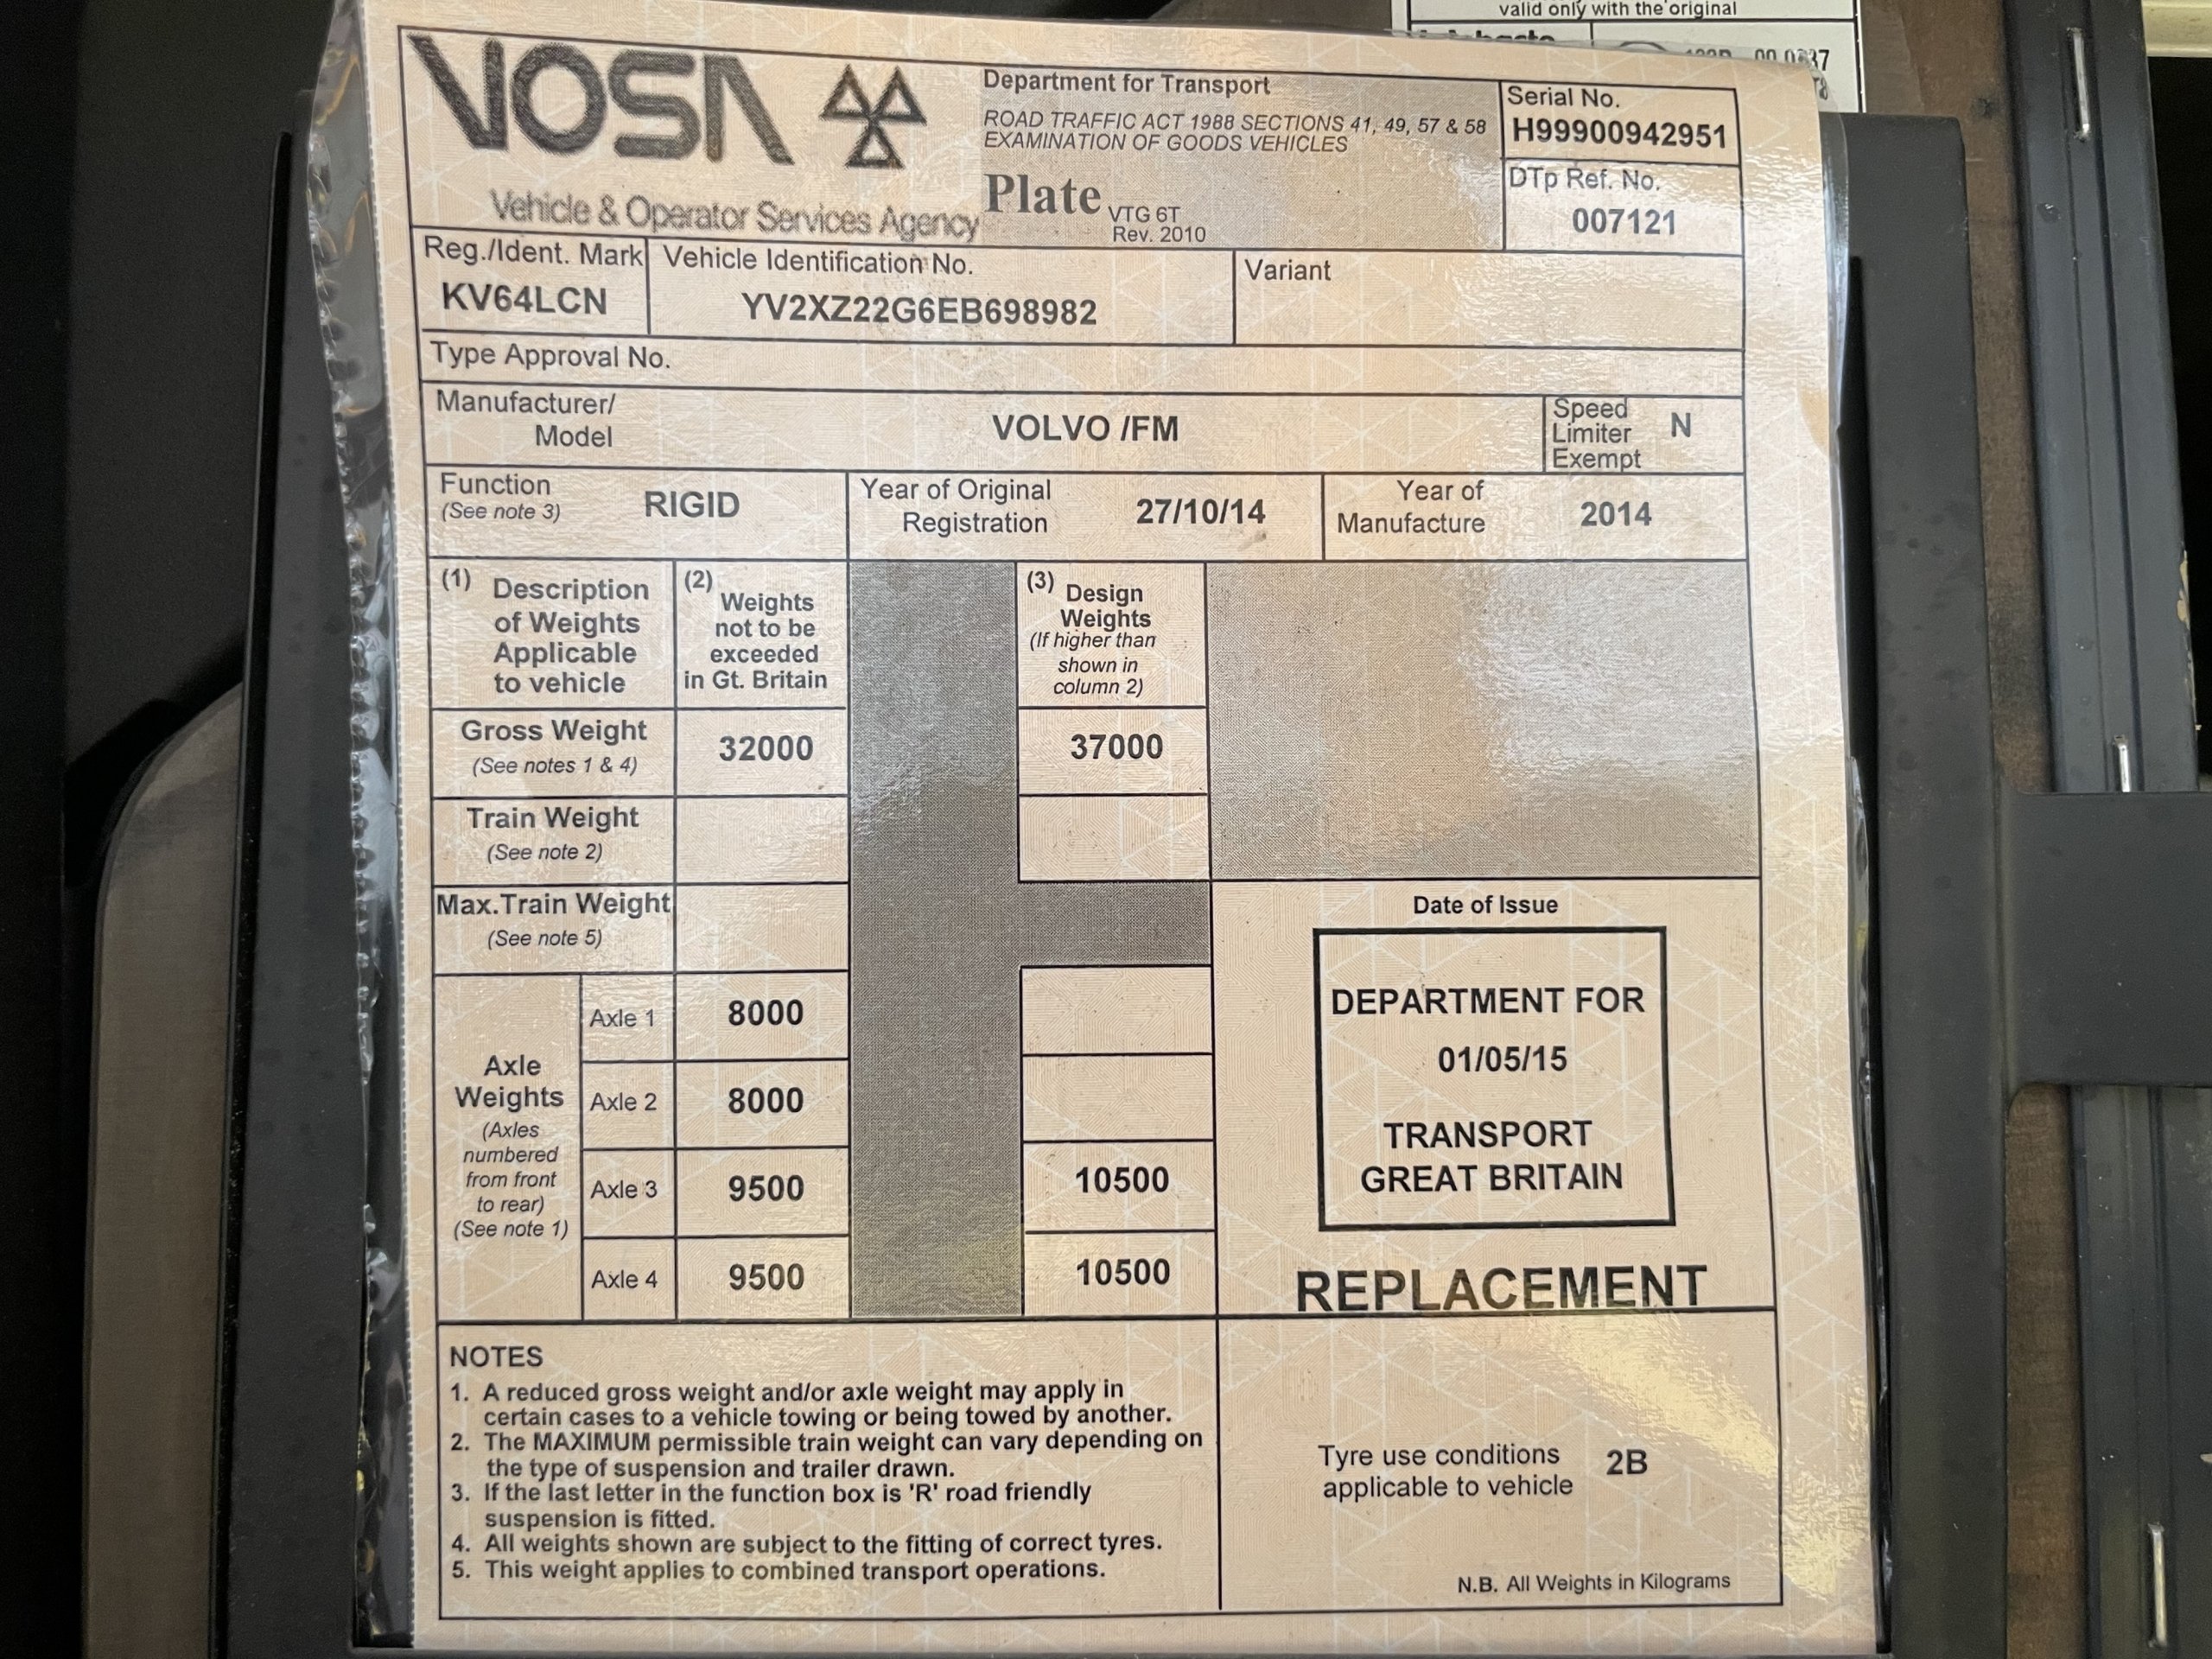 valid only with the original
VOSA
Vehicle & Operator Services Agency
Department for Transport
ROAD TRAFFIC ACT 1988 SECTIONS 41, 49, 57 & 58
EXAMINATION OF GOODS VEHICLES
Plate VTG 6T
Rev. 2010
Serial No.
H99900942951
DTp Ref. No.
007121
Reg./Ident. Mark
KV64LCN
Vehicle Identification No.
YV2XZ22G6EB698982
Variant
Type Approval No.
Manufacturer/
Model
VOLVO /FM
Speed
Limiter
Exempt
N
Function
(See note 3)
RIGID
Year of Original
Registration
27/10/14
Year of
Manufacture
2014
(1) Description
of Weights
Applicable
to vehicle
(2) Weights
not to be
exceeded
in Gt. Britain
(3) Design
Weights
(If higher than
shown in
column 2)
Gross Weight
(See notes 1 & 4)
32000
37000
Train Weight
(See note 2)
Max.Train Weight
(See note 5)
Axle
Weights
(Axles
numbered
from front
to rear)
(See note 1)
Axle 1
8000
Axle 2
8000
Axle 3
9500
10500
Axle 4
9500
10500
Date of Issue
DEPARTMENT FOR
01/05/15
TRANSPORT
GREAT BRITAIN
REPLACEMENT
NOTES
1. A reduced gross weight and/or axle weight may apply in
certain cases to a vehicle towing or being towed by another.
2. The MAXIMUM permissible train weight can vary depending on
the type of suspension and trailer drawn.
3. If the last letter in the function box is 'R' road friendly
suspension is fitted.
4. All weights shown are subject to the fitting of correct tyres.
5. This weight applies to combined transport operations.
Tyre use conditions
applicable to vehicle
2B
N.B. All Weights in Kilograms